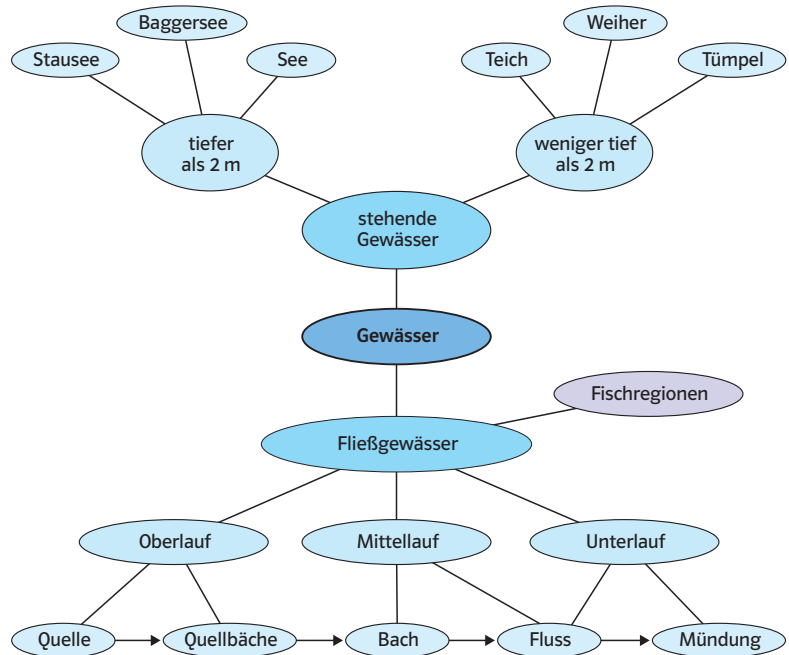 Baggersee
Weiher
Stausee
See
Teich
Tümpel
tiefer
als 2 m
weniger tief
als 2 m
stehende
Gewässer
Gewässer
Fischregionen
Fließgewässer
Oberlauf
Mittellauf
Unterlauf
Quelle
Quellbäche
Bach
Fluss
Mündung